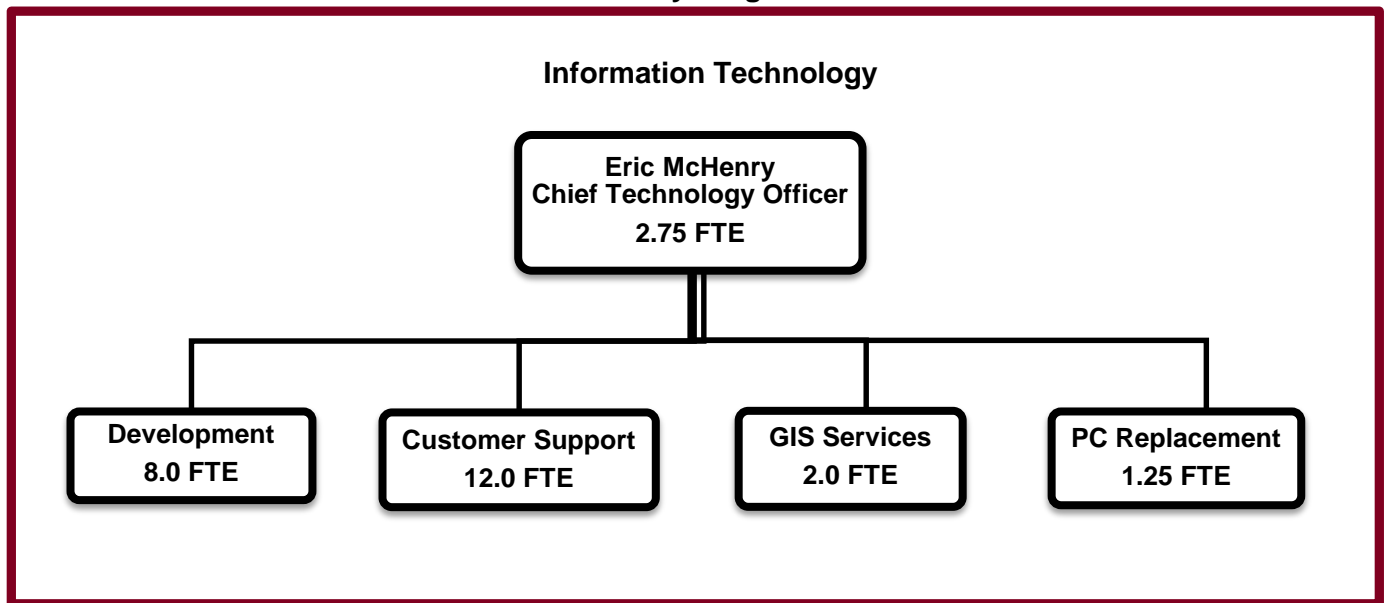 Information Technology
Eric McHenry
Chief Technology Officer
2.75 FTE
Development
8.0 FTE
Customer Support
12.0 FTE
GIS Services
2.0 FTE
PC Replacement
1.25 FTE